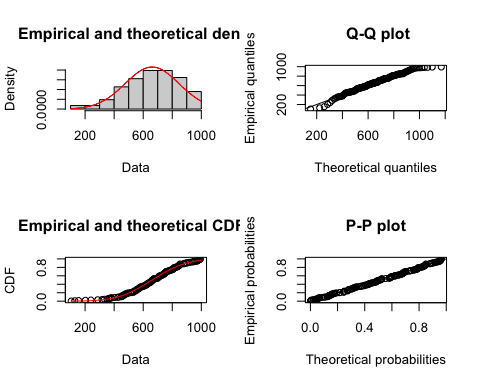 Empirical and theoretical den
Density
0.0000
200 600 1000
Data
Q-Q plot
Empirical quantiles
200 1000
200 600 1000
Theoretical quantiles
Empirical and theoretical CDF
CDF
0.0 0.8
200 600 1000
Data
P-P plot
Empirical probabilities
0.0 0.8
0.0 0.4 0.8
Theoretical probabilities